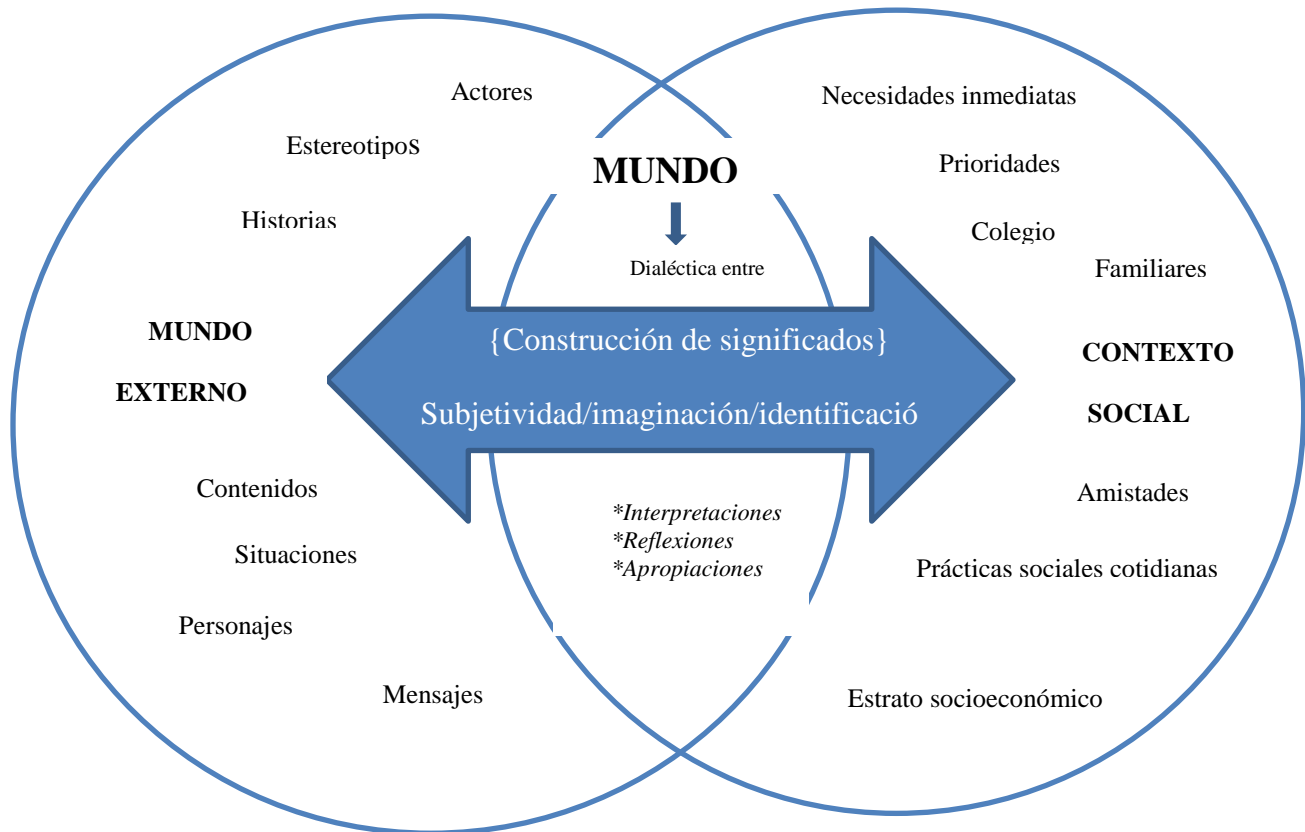 Actores
Estereotipos
Historias
MUNDO
EXTERNO
Contenidos
Situaciones
Personajes
Mensajes
MUNDO
Dialéctica entre
{Construcción de significados}
Subjetividad/imaginación/identificació
*Interpretaciones
*Reflexiones
*Apropiaciones
Necesidades inmediatas
Prioridades
Colegio
Familiares
CONTEXTO
SOCIAL
Amistades
Prácticas sociales cotidianas
Estrato socioeconómico